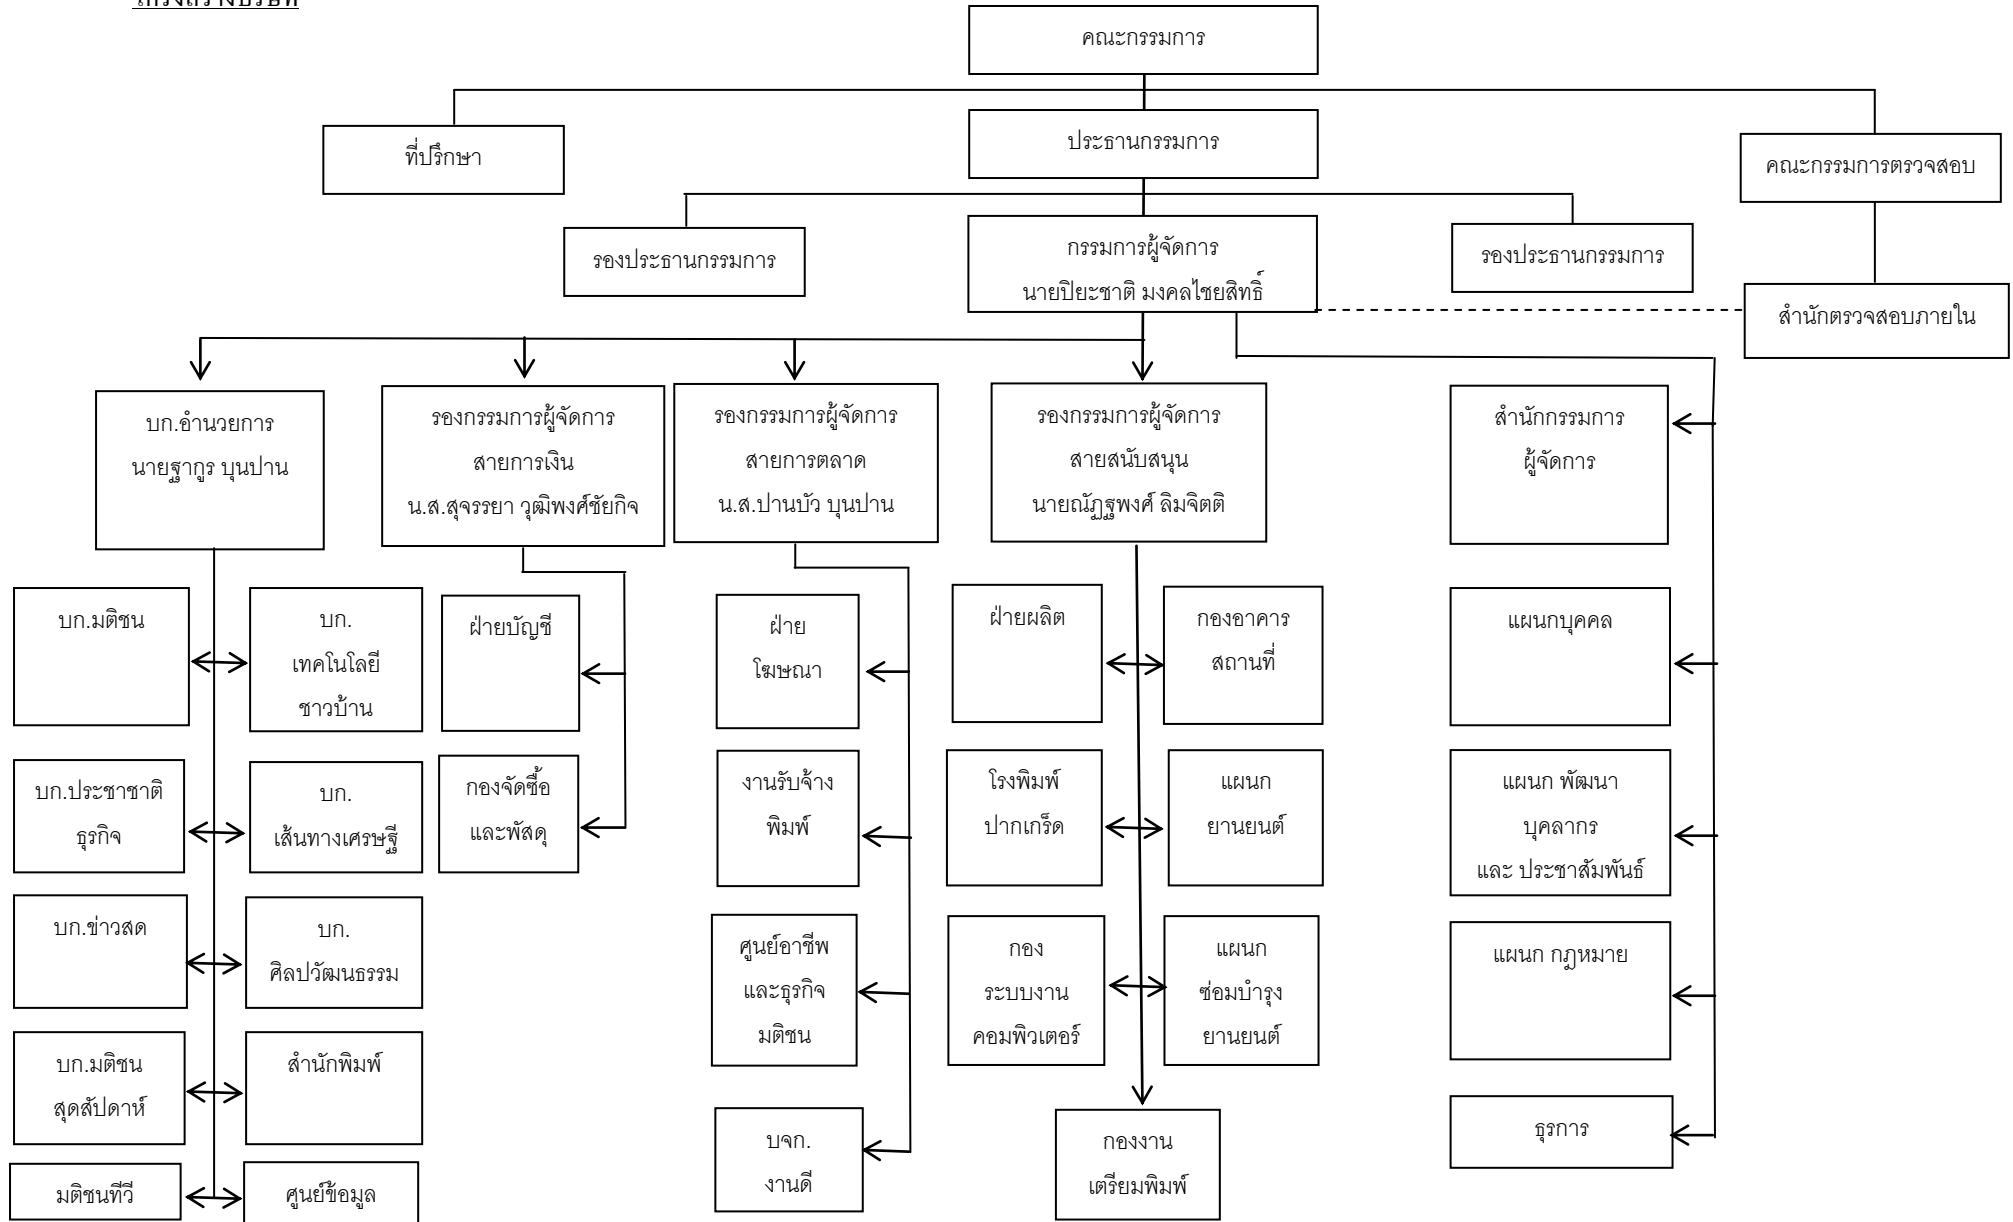 โครงสร้างบริษัท
คณะกรรมการ
ที่ปรึกษา
ประธานกรรมการ
คณะกรรมการตรวจสอบ
รองประธานกรรมการ
กรรมการผู้จัดการ
นายปิยะชาติ มงคลไชยสิทธิ์
รองประธานกรรมการ
สำนักตรวจสอบภายใน
บก.อำนวยการ
นายฐากูร บุนปาน
รองกรรมการผู้จัดการ
สายการเงิน
น.ส.สุจรรยา วุฒิพงศ์ชัยกิจ
รองกรรมการผู้จัดการ
สายการตลาด
น.ส.ปานบัว บุนปาน
รองกรรมการผู้จัดการ
สายสนับสนุน
นายณัฏฐพงศ์ ลิมจิตติ
สำนักกรรมการ
ผู้จัดการ
บก.มติชน
บก.
เทคโนโลยี
ชาวบ้าน
ฝ่ายบัญชี
ฝ่าย
โฆษณา
ฝ่ายผลิต
กองอาคาร
สถานที่
แผนกบุคคล
บก.ประชาชาติ
ธุรกิจ
บก.
เส้นทางเศรษฐี
กองจัดซื้อ
และพัสดุ
งานรับจ้าง
พิมพ์
โรงพิมพ์
ปากเกร็ด
แผนก
ยานยนต์
แผนก พัฒนา
บุคลากร
และ ประชาสัมพันธ์
บก.ข่าวสด
บก.
ศิลปวัฒนธรรม
ศูนย์อาชีพ
และธุรกิจ
มติชน
กอง
ระบบงาน
คอมพิวเตอร์
แผนก
ซ่อมบำรุง
ยานยนต์
แผนก กฎหมาย
บก.มติชน
สุดสัปดาห์
สำนักพิมพ์
บจก.
งานดี
กองงาน
เตรียมพิมพ์
ธุรการ
มติชนทีวี
ศูนย์ข้อมูล